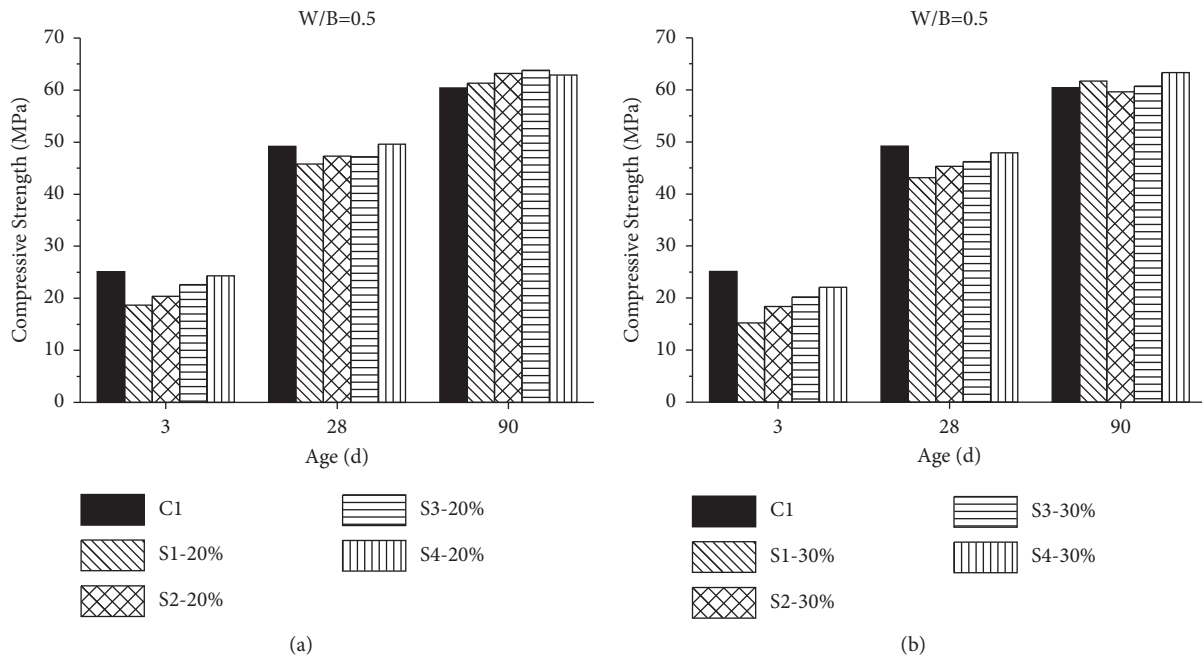 W/B=0.5
70
60
50
40
30
20
10
0
Compressive Strength (MPa)
3
28
90
Age (d)
C1
S1-20%
S2-20%
S3-20%
S4-20%
(a)
W/B=0.5
70
60
50
40
30
20
10
0
Compressive Strength (MPa)
3
28
90
Age (d)
C1
S1-30%
S2-30%
S3-30%
S4-30%
(b)